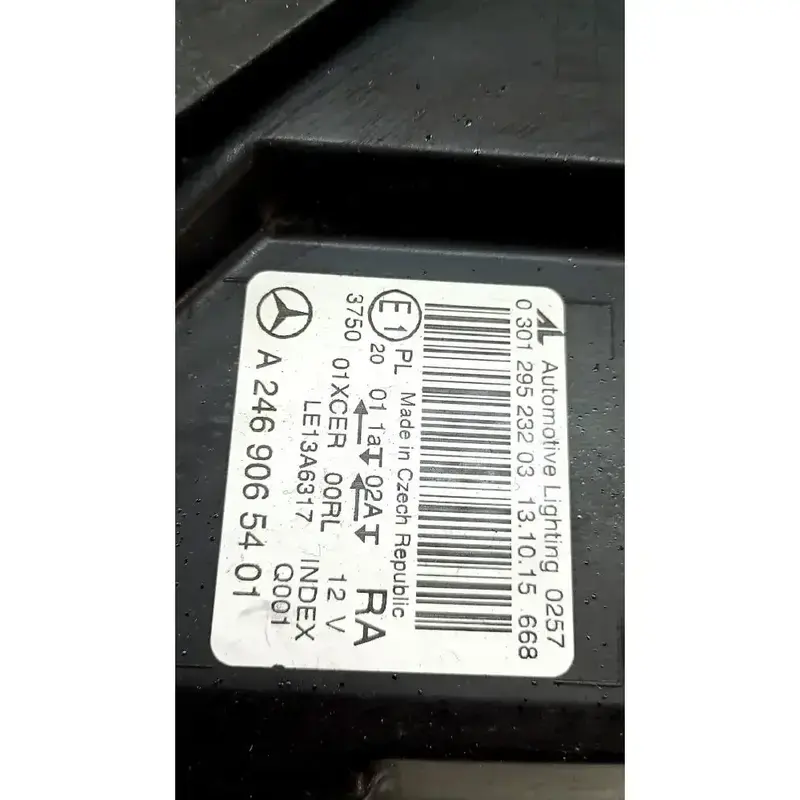 AL Automotive Lighting 0257
0 301 295 232 03 13.10.15 668
PL Made in Czech Republic
E1 20 01 1a 02A RA
3750 01XCER 00RL 12 V
LE13A6317 INDEX
Q001
A 246 906 54 01